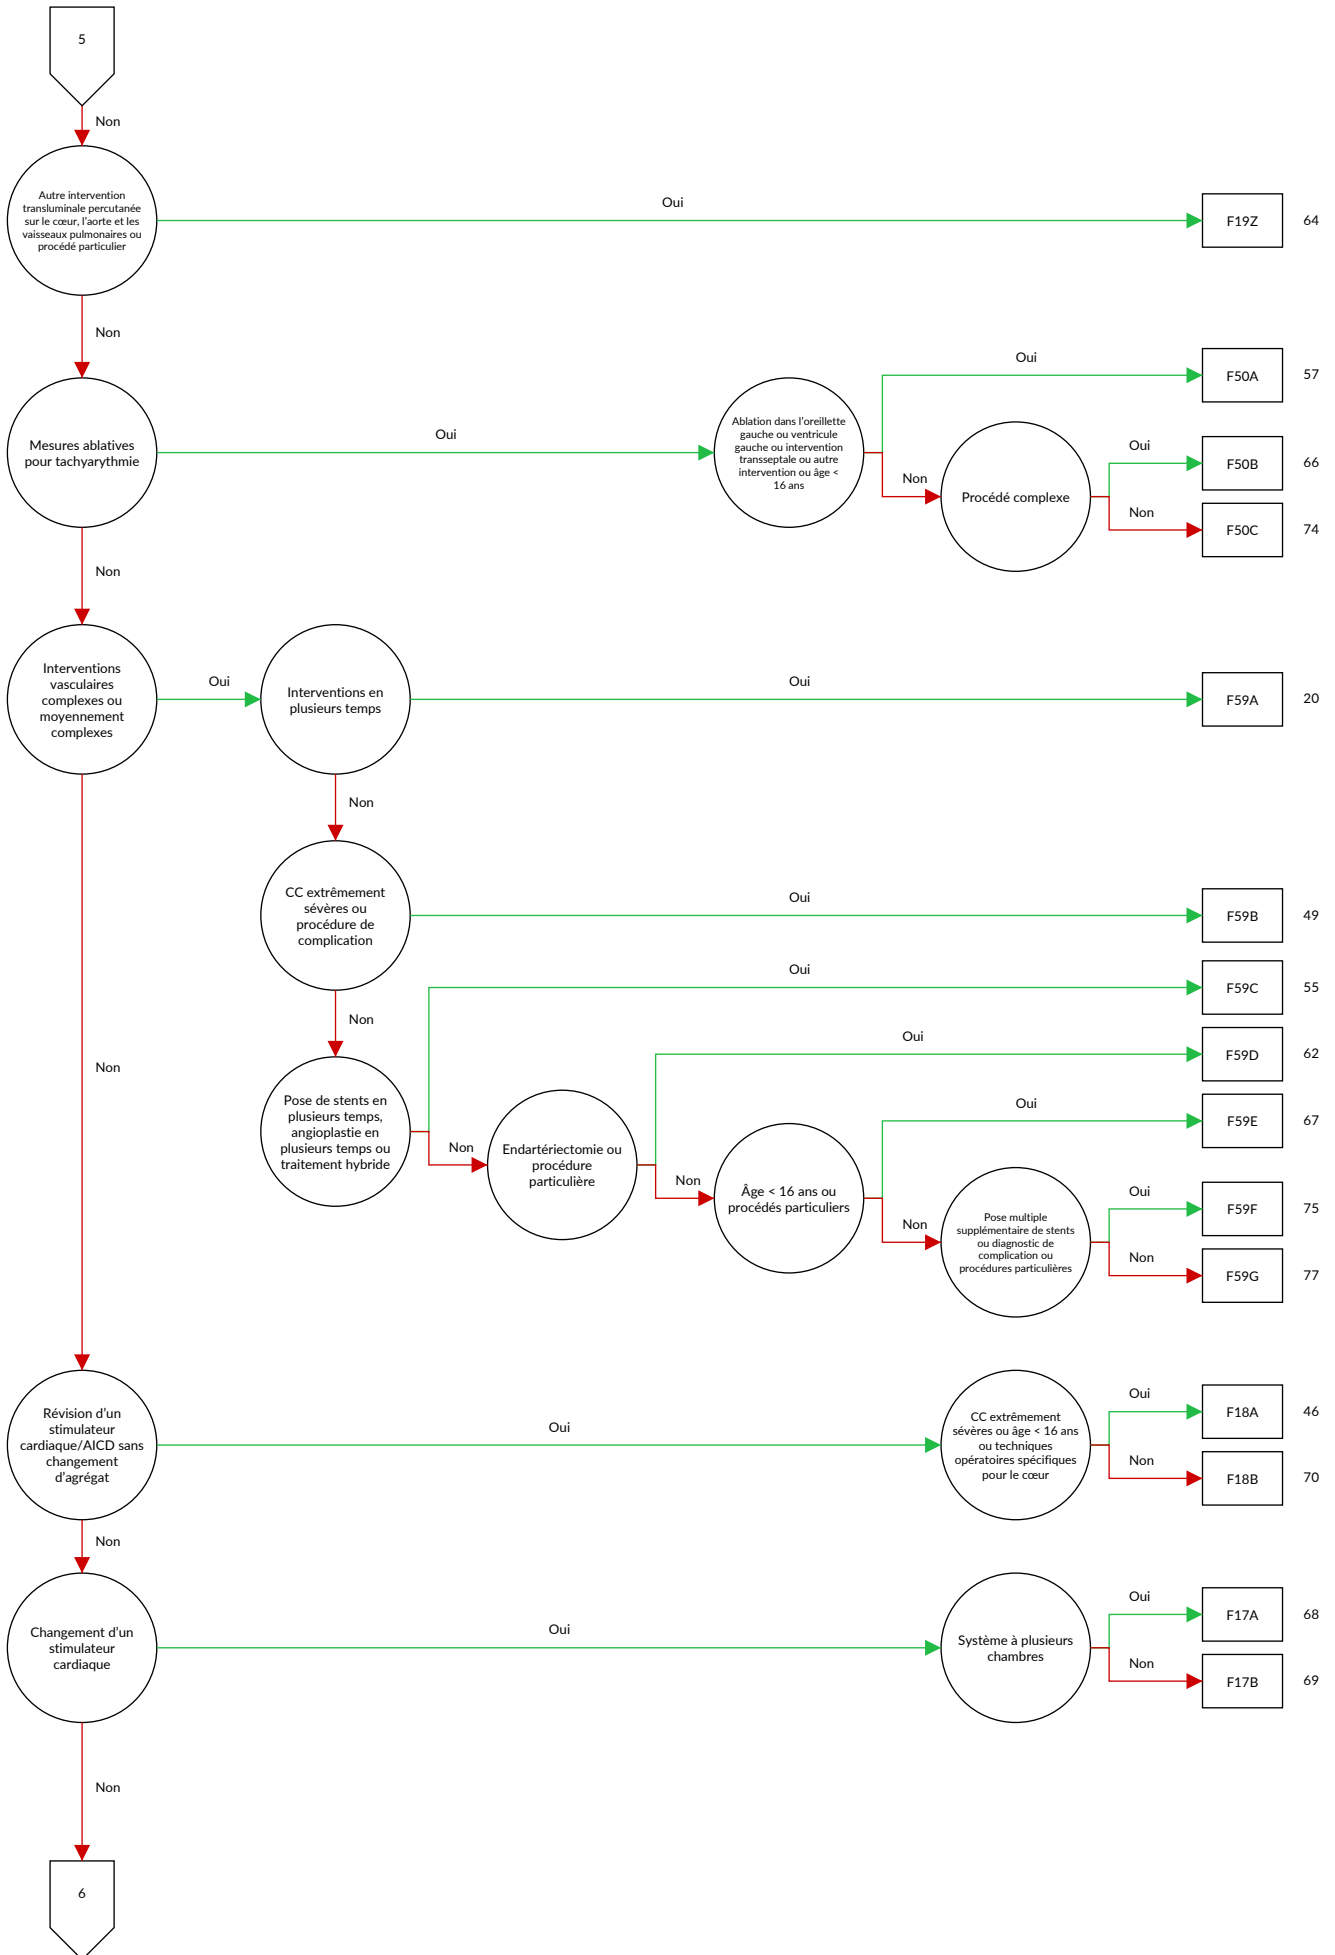 5
Non
Autre intervention
transluminale percutanée
sur le cœur, l'aorte et les
vaisseaux pulmonaires ou
procédé particulier
Oui
F19Z
64
Non
Mesures ablatives
pour tachyarythmie
Oui
Ablation dans l'oreillette
gauche ou ventricule
gauche ou intervention
transseptale ou autre
intervention ou âge <
16 ans
Oui
F50A
57
Non
Procédé complexe
Oui
F50B
66
Non
F50C
74
Non
Interventions
vasculaires
complexes ou
moyennement
complexes
Oui
Interventions en
plusieurs temps
Oui
F59A
20
Non
CC extrêmement
sévères ou
procédure de
complication
Oui
F59B
49
Non
Pose de stents en
plusieurs temps,
angioplastie en
plusieurs temps ou
traitement hybride
Oui
F59C
55
Non
Endartériectomie ou
procédure
particulière
Oui
F59D
62
Non
Âge < 16 ans ou
procédés particuliers
Oui
F59E
67
Non
Pose multiple
supplémentaire de stents
ou diagnostic de
complication ou
procédures particulières
Oui
F59F
75
Non
F59G
77
Non
Révision d'un
stimulateur
cardiaque/AICD sans
changement
d'agrégat
Oui
CC extrêmement
sévères ou âge < 16 ans
ou techniques
opératoires spécifiques
pour le cœur
Oui
F18A
46
Non
F18B
70
Non
Changement d'un
stimulateur
cardiaque
Oui
Système à plusieurs
chambres
Oui
F17A
68
Non
F17B
69
Non
6